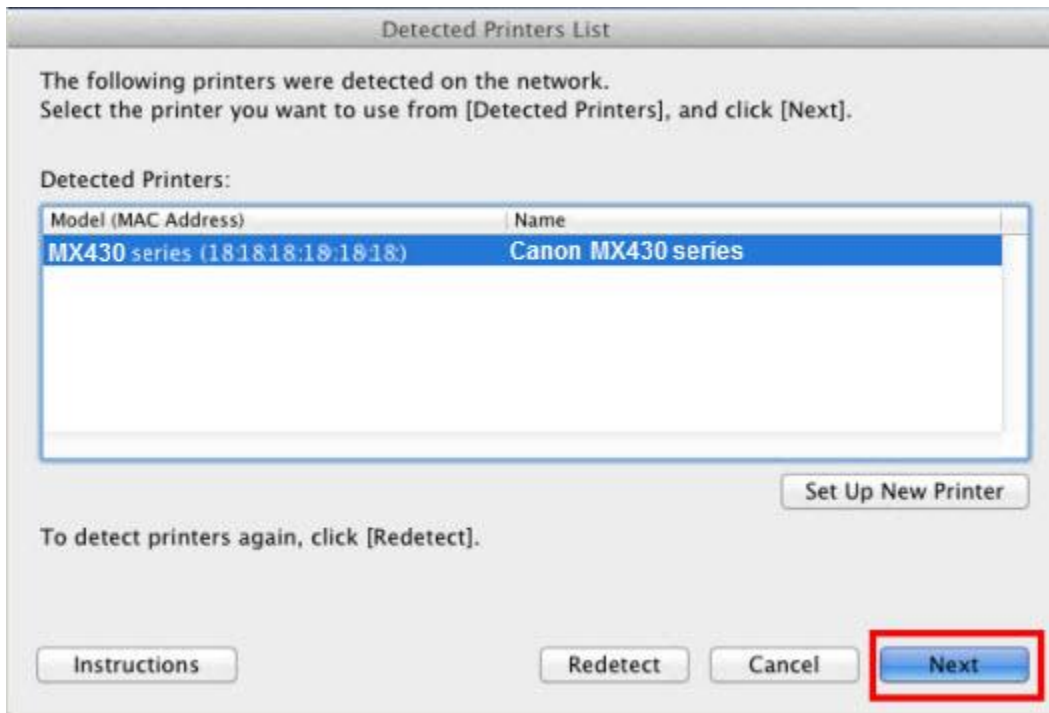 Detected Printers List
The following printers were detected on the network.
Select the printer you want to use from [Detected Printers], and click [Next].
Detected Printers:
Model (MAC Address) Name
MX430 series (18:18:18:18:18:18:) Canon MX430 series
Set Up New Printer
To detect printers again, click [Redetect].
Instructions Redetect Cancel Next